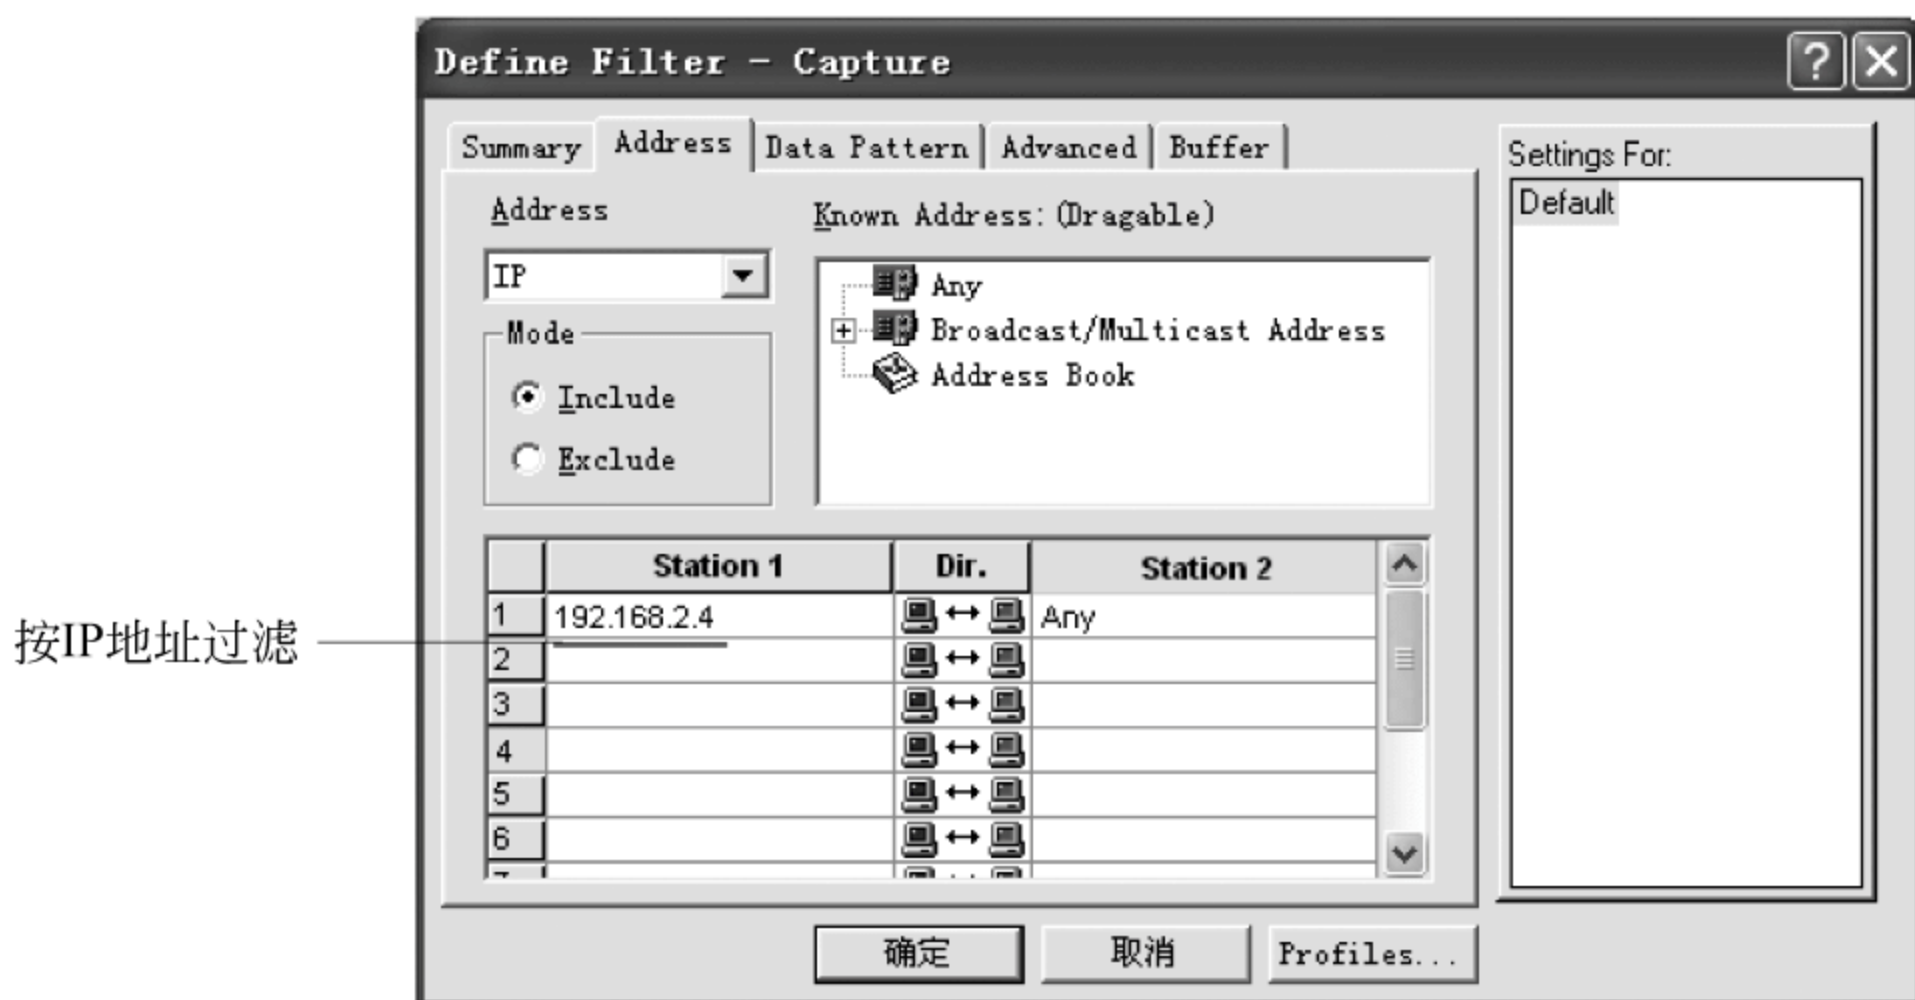 Define Filter - Capture
Summary Address Data Pattern Advanced Buffer
Settings For:
Default
Address
Known Address:(Dragable)
IP
Any
Broadcast/Multicast Address
Address Book
Mode
Include
Exclude
Station 1 Dir. Station 2
1 192.168.2.4 Any
按IP地址过滤
2
3
4
5
6
确定 取消 Profiles...